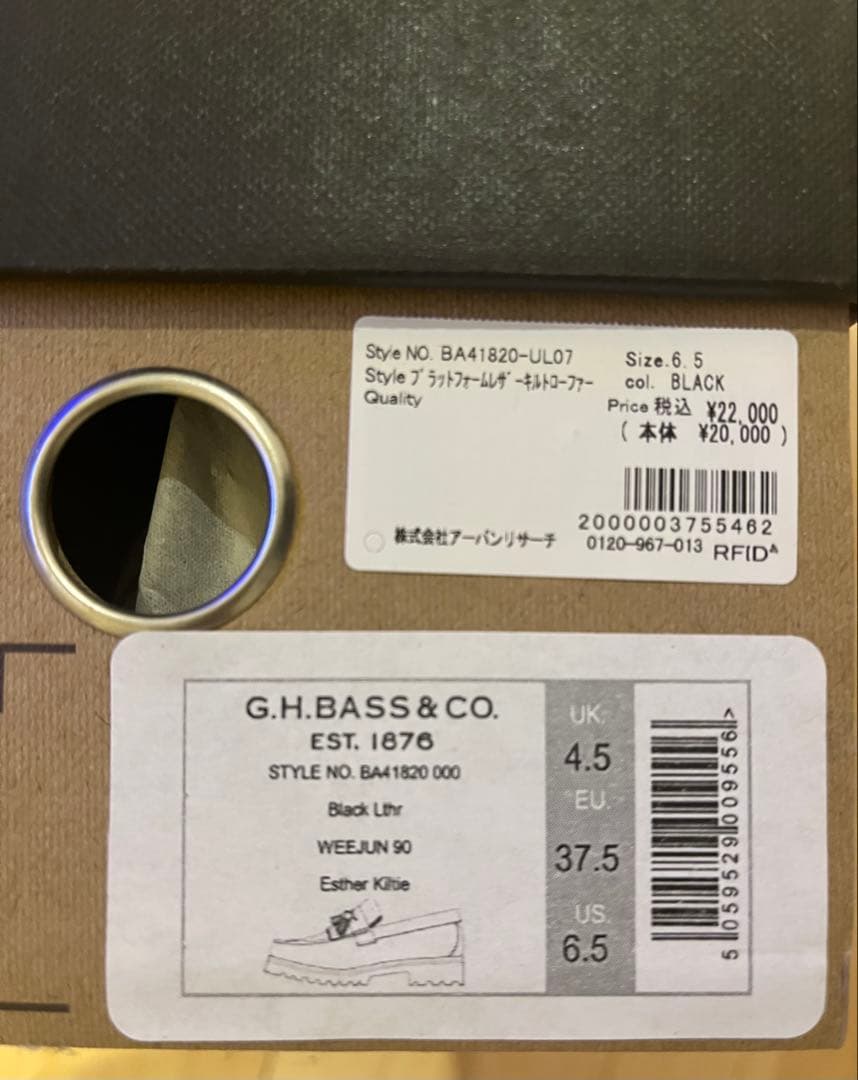 Style NO. BA41820-UL07
Style プラットフォームレザーキルトローファー
Quality
Size.6.5
col. BLACK
Price 税込 ¥22,000
( 本体 ¥20,000 )
2000003755462
株式会社アーバンリサーチ
0120-967-013 RFID
G.H.BASS & CO.
EST. 1876
STYLE NO. BA41820 000
Black Lthr
WEEJUN 90
Esther Kiltie
UK.
4.5
EU.
37.5
US.
6.5
5 059529 009556 >